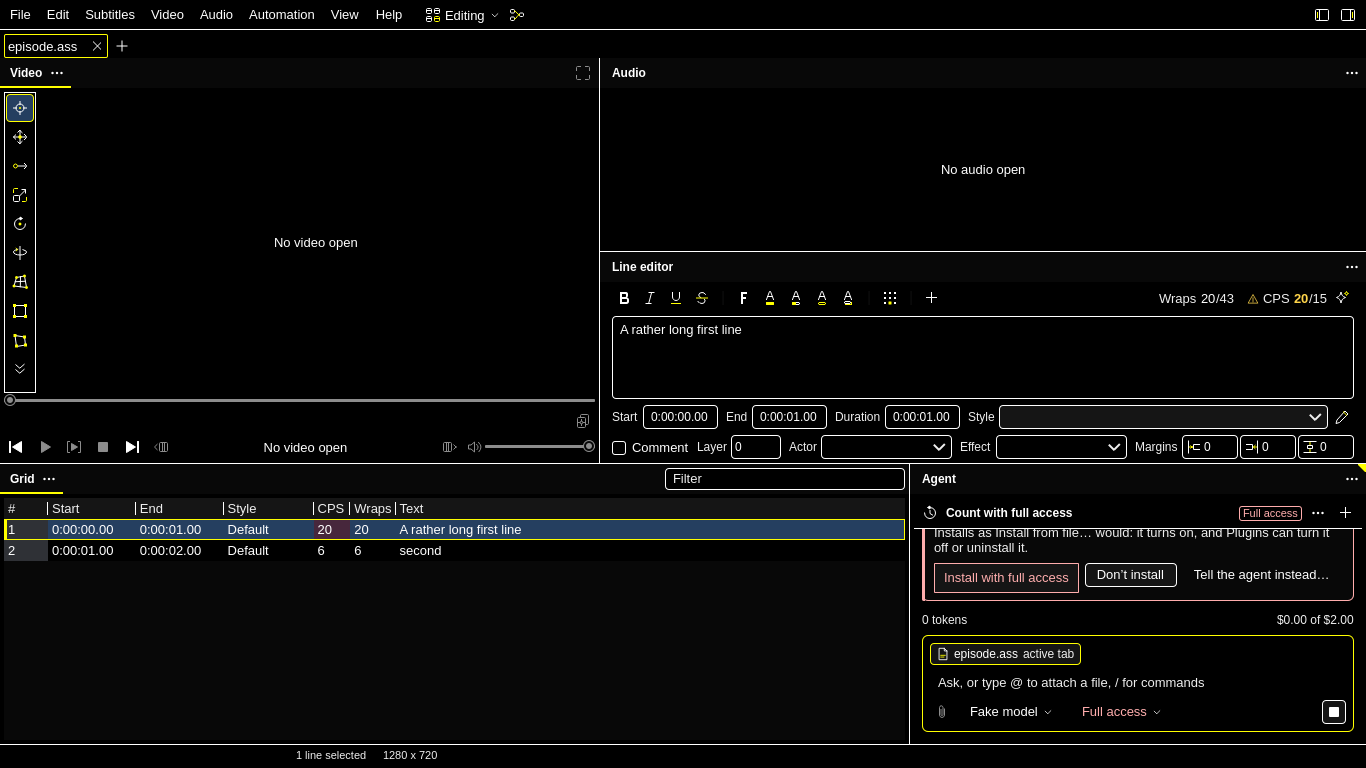 File Edit Subtitles Video Audio Automation View Help Editing
episode.ass
Video
No video open
No video open
Audio
No audio open
Line editor
B I U S F A A A A Wraps 20/43 CPS 20/15
A rather long first line
Start 0:00:00.00 End 0:00:01.00 Duration 0:00:01.00 Style
Comment Layer 0 Actor Effect Margins 0 0 0
Grid Filter
# Start End Style CPS Wraps Text
1 0:00:00.00 0:00:01.00 Default 20 20 A rather long first line
2 0:00:01.00 0:00:02.00 Default 6 6 second
Agent
Count with full access Full access
Installs as Install from file… would: it turns on, and Plugins can turn it
off or uninstall it.
Install with full access Don't install Tell the agent instead…
0 tokens $0.00 of $2.00
episode.ass active tab
Ask, or type @ to attach a file, / for commands
Fake model Full access
1 line selected 1280 x 720